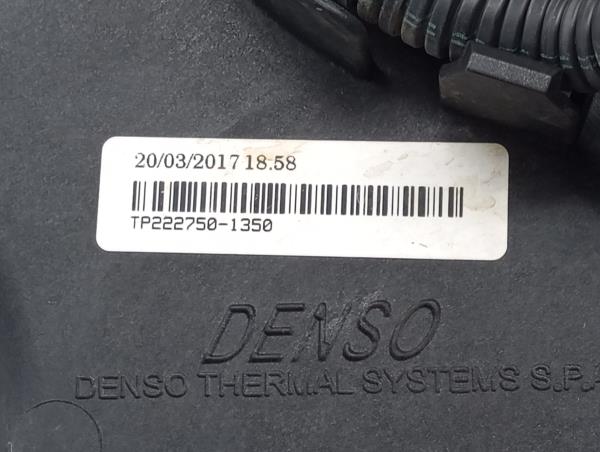 20/03/2017 18.58
TP222750-1350
DENSO
DENSO THERMAL SYSTEMS S.P.A